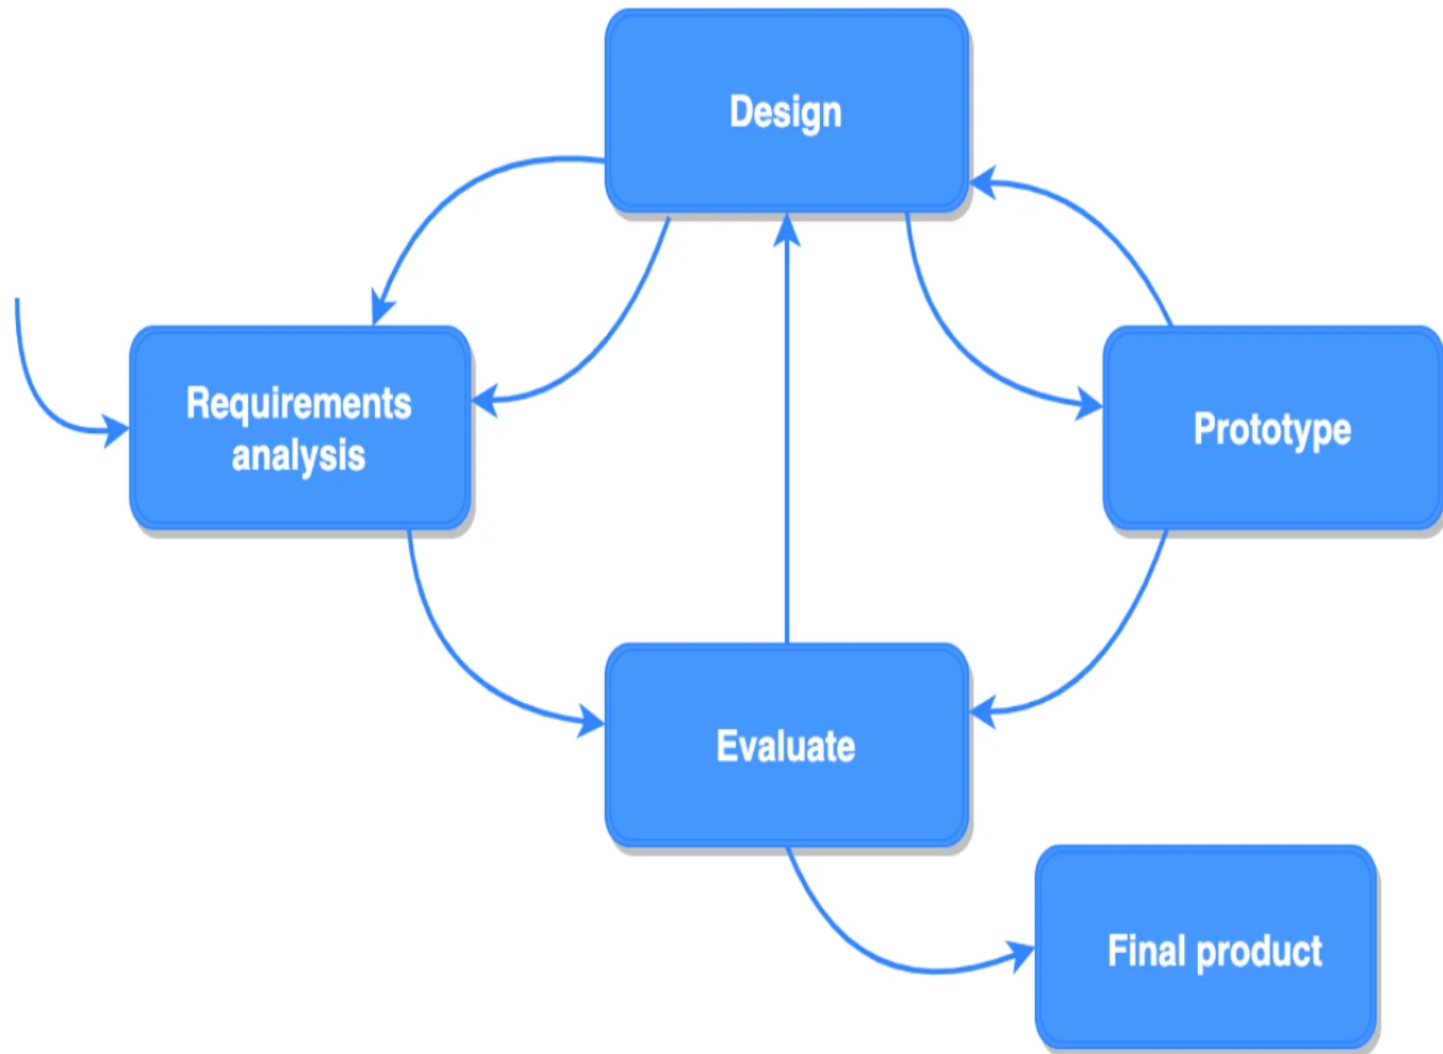 Design
Requirements
analysis
Prototype
Evaluate
Final product